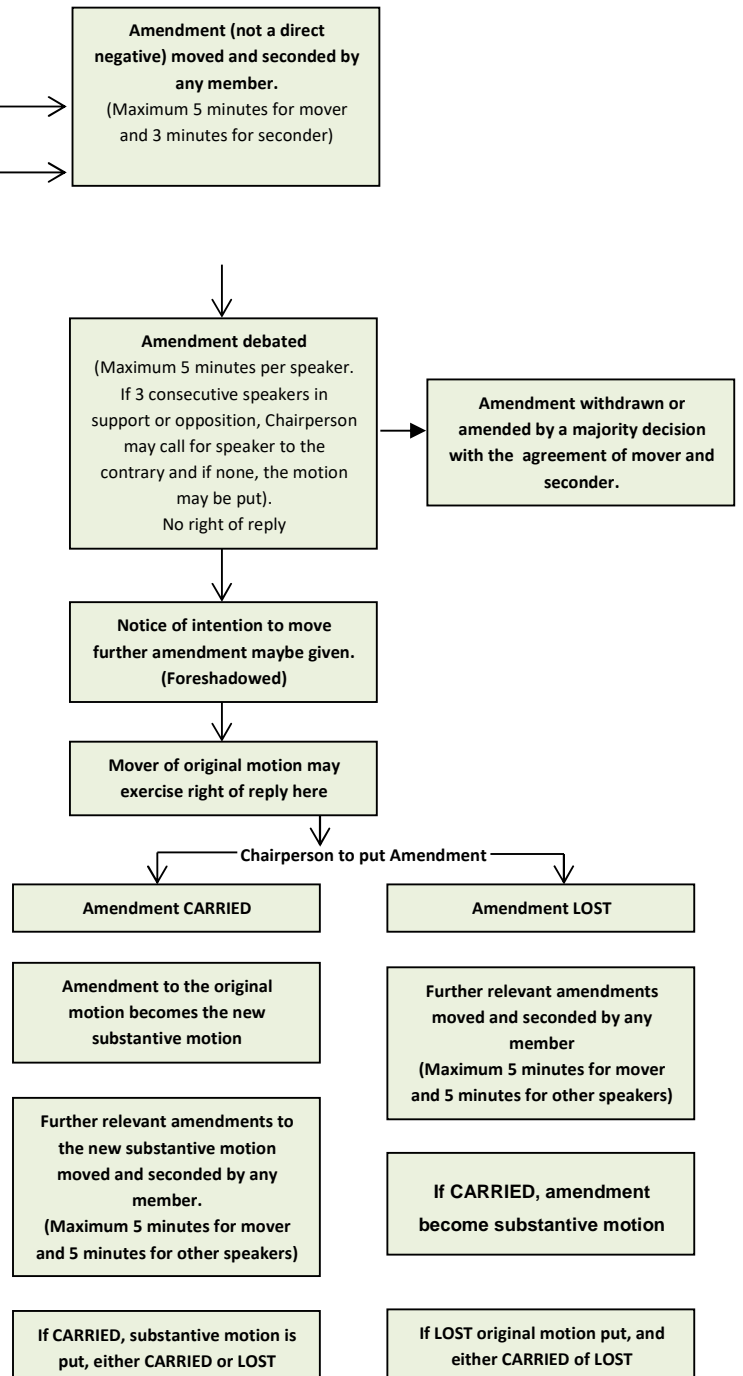 Amendment (not a direct
negative) moved and seconded by
any member.
(Maximum 5 minutes for mover
and 3 minutes for seconder)
Amendment debated
(Maximum 5 minutes per speaker.
If 3 consecutive speakers in
support or opposition, Chairperson
may call for speaker to the
contrary and if none, the motion
may be put).
No right of reply
Amendment withdrawn or
amended by a majority decision
with the agreement of mover and
seconder.
Notice of intention to move
further amendment maybe given.
(Foreshadowed)
Mover of original motion may
exercise right of reply here
Chairperson to put Amendment
Amendment CARRIED
Amendment to the original
motion becomes the new
substantive motion
Further relevant amendments to
the new substantive motion
moved and seconded by any
member.
(Maximum 5 minutes for mover
and 5 minutes for other speakers)
If CARRIED, substantive motion is
put, either CARRIED or LOST
Amendment LOST
Further relevant amendments
moved and seconded by any
member
(Maximum 5 minutes for mover
and 5 minutes for other speakers)
If CARRIED, amendment
become substantive motion
If LOST original motion put, and
either CARRIED of LOST